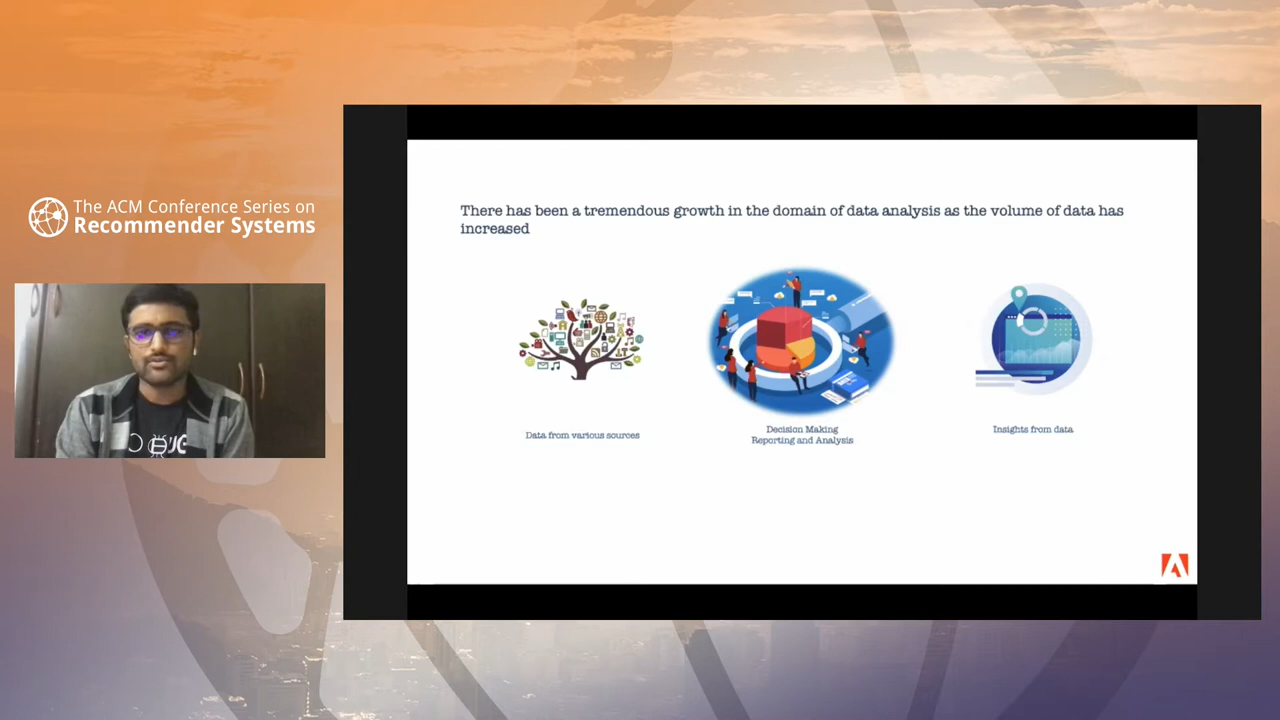 The ACM Conference Series on
Recommender Systems
There has been a tremendous growth in the domain of data analysis as the volume of data has
increased
Data from various sources
Decision Making
Reporting and Analysis
Insights from data